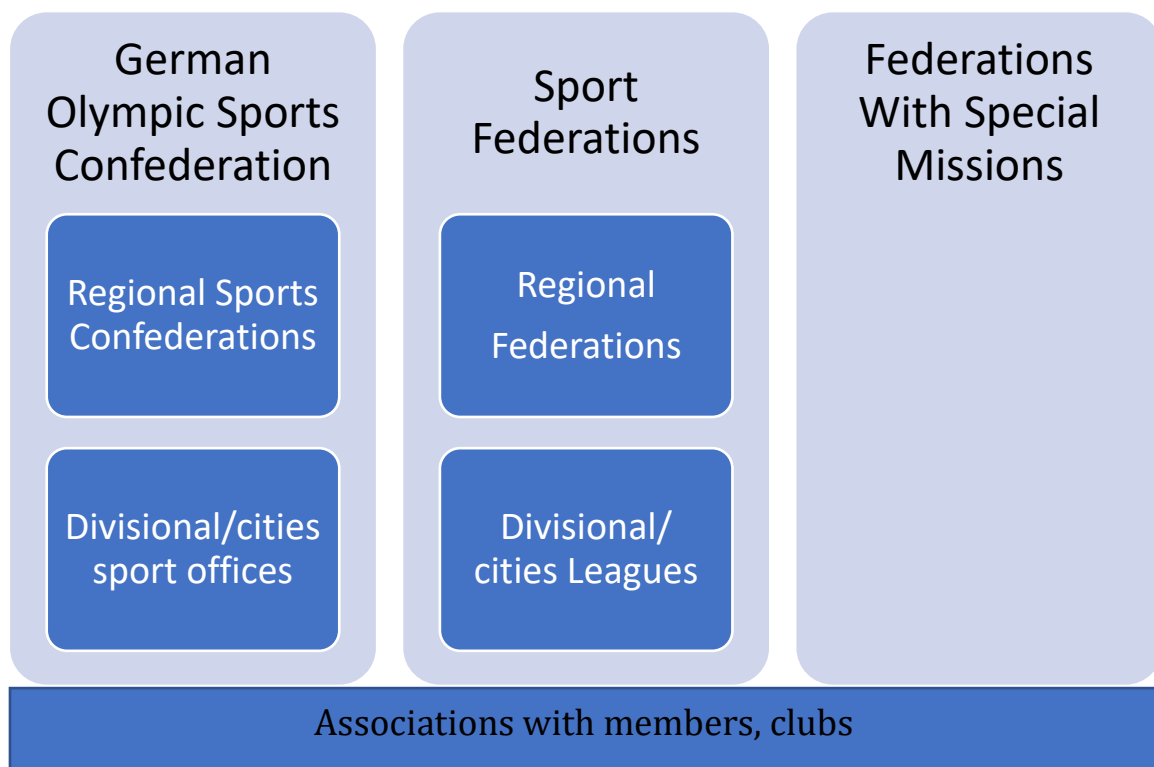 German
Olympic Sports
Confederation
Regional Sports
Confederations
Divisional/cities
sport offices
Sport
Federations
Regional
Federations
Divisional/
cities Leagues
Federations
With Special
Missions
Associations with members, clubs